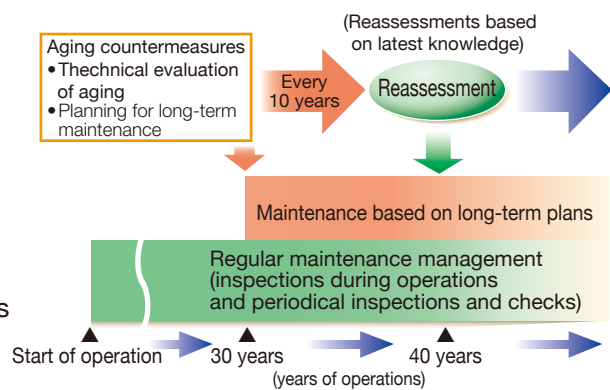 Aging countermeasures
•Thechnical evaluation
of aging
•Planning for long-term
maintenance
Every
10 years
(Reassessments based
on latest knowledge)
Reassessment
Maintenance based on long-term plans
Regular maintenance management
(inspections during operations
and periodical inspections and checks)
s
Start of operation
30 years
40 years
(years of operations)